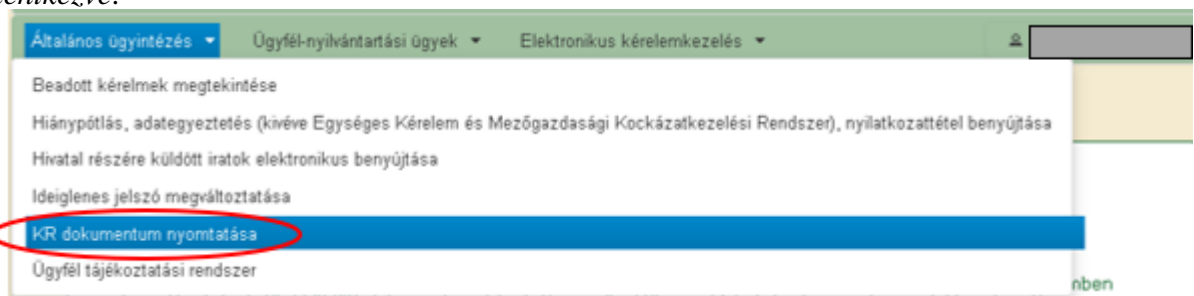 Általános ügyintézés Ügyfél-nyilvántartási ügyek Elektronikus kérelemkezelés
Beadott kérelmek megtekintése
Hiánypótlás, adategyeztetés (kivéve Egységes Kérelem és Mezőgazdasági Kockázatkezelési Rendszer), nyilatkozattétel benyújtása
Hivatal részére küldött iratok elektronikus benyújtása
Ideiglenes jelszó megváltoztatása
KR dokumentum nyomtatása
Ügyfél tájékoztatási rendszer